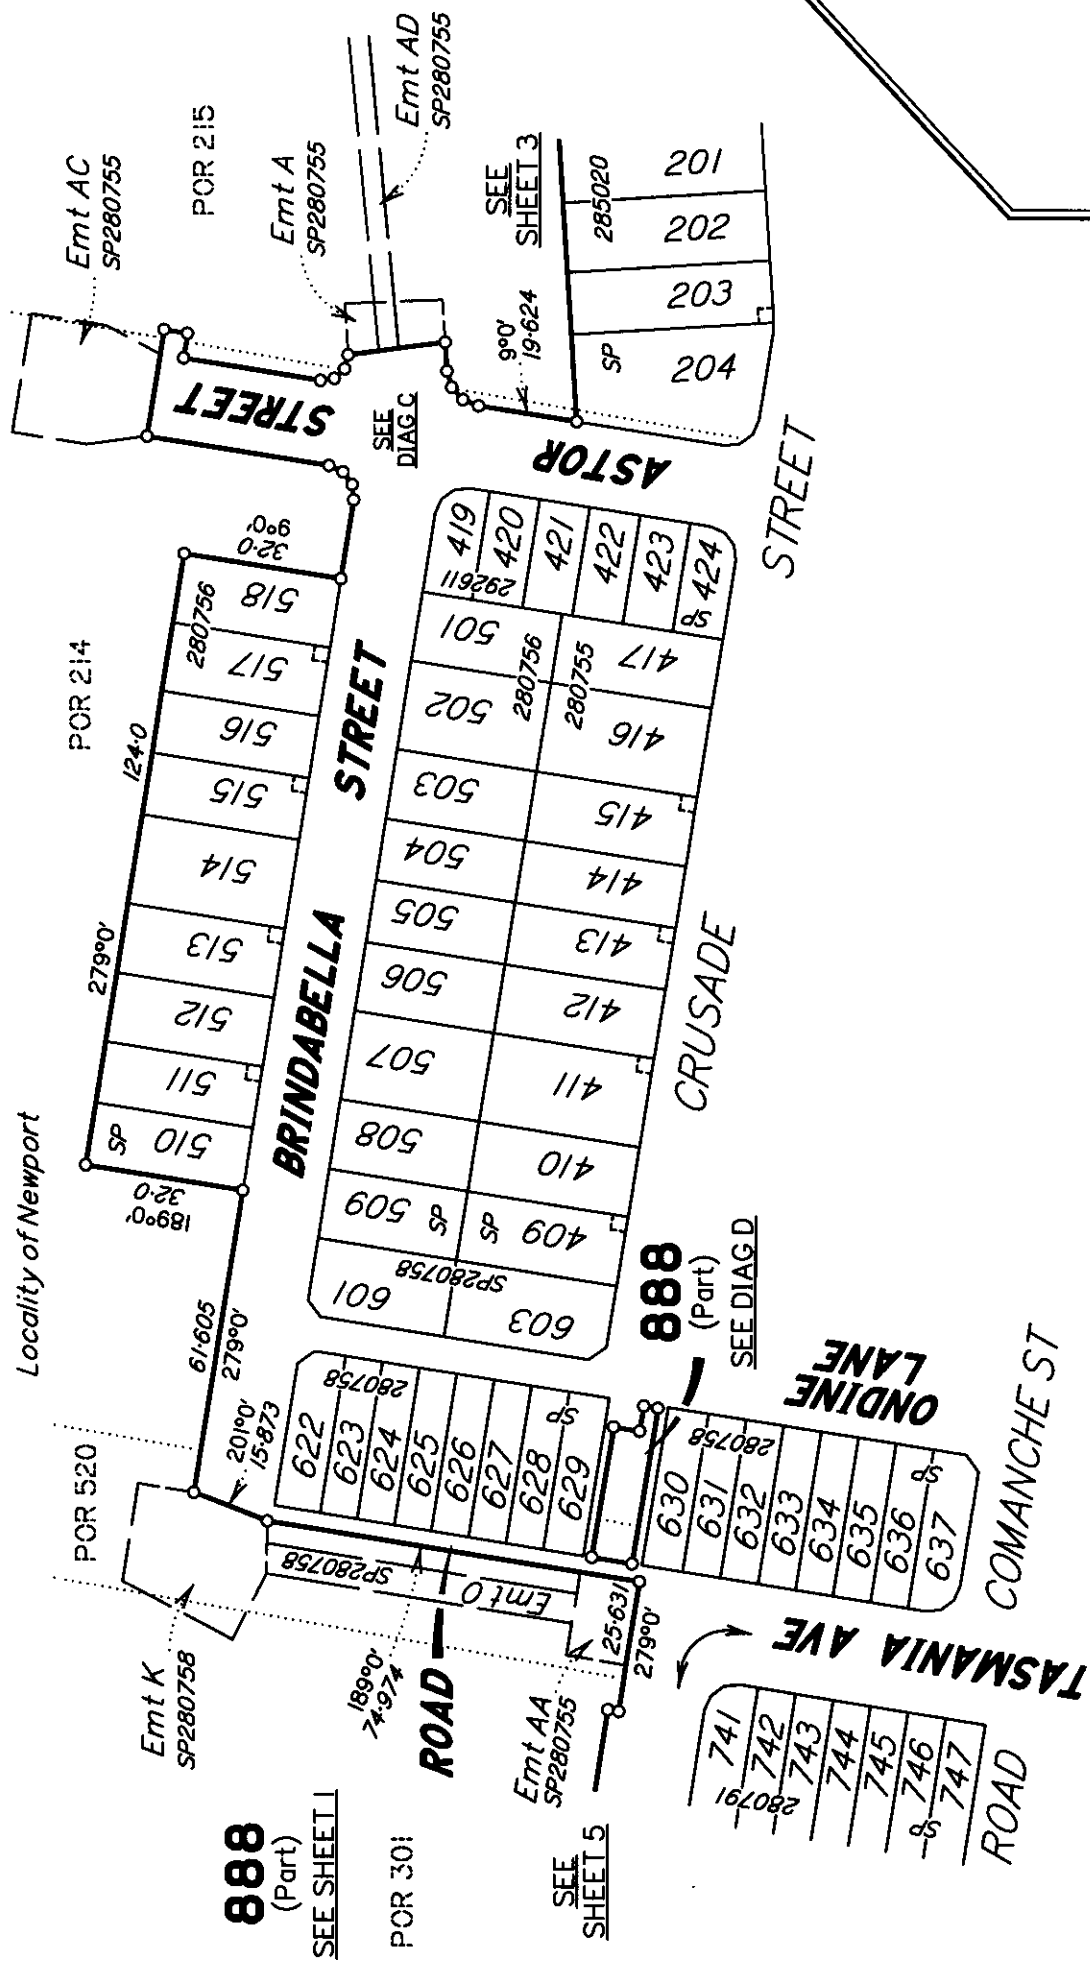 Locality of Newport
POR 520
POR 214
POR 215
POR 301
888
(Part)
SEE SHEET 1
Emt K
SP280758
Emt AC
SP280755
Emt A
SP280755
Emt AD
SP280755
SEE
SHEET 3
SEE
DIAG C
SEE
SHEET 5
Emt AA
SP280755
Emt O
SP280758
189°0'
74·974
201°0'
15·873
61·605
279°0'
189°0'
32·0
279°0'
124·0
32·0
9°0'
9°0'
19·624
25·631
279°0'
ROAD
BRINDABELLA STREET
ASTOR STREET
CRUSADE STREET
TASMANIA AVE
ONDINE
LANE
COMANCHE ST
ROAD
888
(Part)
SEE DIAG D
SP
510
511
512
513
514
515
516
517
518
280756
601
SP280758
603
509
SP
508
507
506
505
504
503
502
501
280756
SP
409
410
411
412
413
414
415
416
417
280755
419
420
421
422
423
424
292611
SP
SP
285020
201
202
203
204
622
623
624
625
626
627
628
629
280758
SP
630
631
632
633
634
635
636
637
280758
SP
741
742
743
744
745
746
747
280791
SP